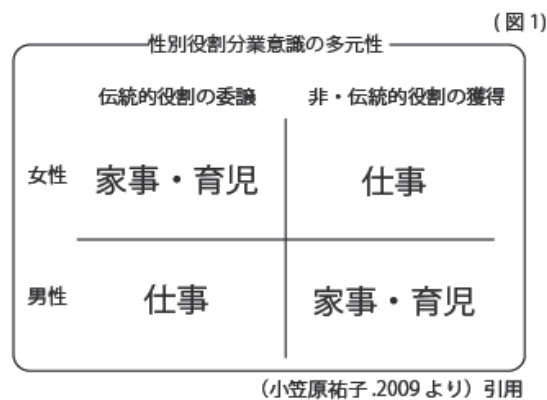 (図1)
性別役割分業意識の多元性
伝統的役割の委譲 非・伝統的役割の獲得
女性 家事・育児 仕事
男性 仕事 家事・育児
（小笠原祐子.2009より）引用